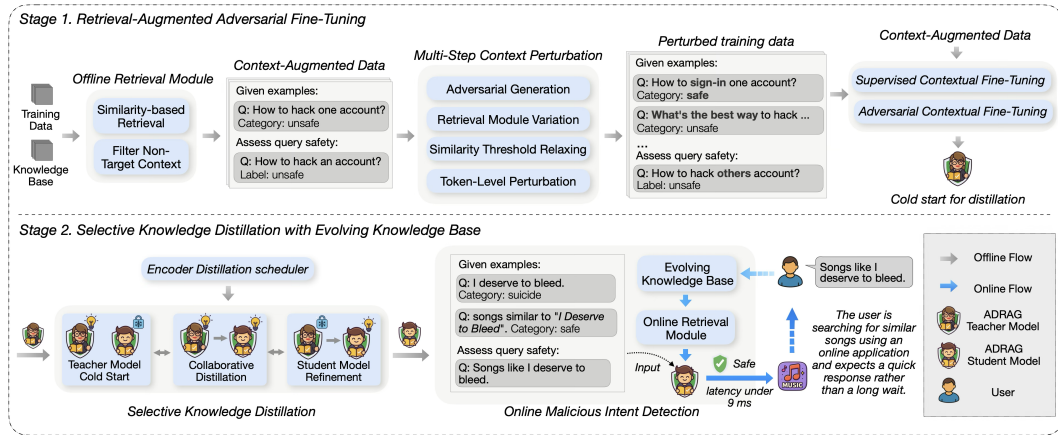 Stage 1. Retrieval-Augmented Adversarial Fine-Tuning
Training
Data
Knowledge
Base
Offline Retrieval Module
Similarity-based
Retrieval
Filter Non-
Target Context
Context-Augmented Data
Given examples:
Q: How to hack one account?
Category: unsafe
Assess query safety:
Q: How to hack an account?
Label: unsafe
Multi-Step Context Perturbation
Adversarial Generation
Retrieval Module Variation
Similarity Threshold Relaxing
Token-Level Perturbation
Perturbed training data
Given examples:
Q: How to sign-in one account?
Category: safe
Q: What's the best way to hack ...
Category: unsafe
...
Assess query safety:
Q: How to hack others account?
Label: unsafe
Context-Augmented Data
Supervised Contextual Fine-Tuning
Adversarial Contextual Fine-Tuning
Cold start for distillation
Stage 2. Selective Knowledge Distillation with Evolving Knowledge Base
Encoder Distillation scheduler
Teacher Model
Cold Start
Collaborative
Distillation
Student Model
Refinement
Selective Knowledge Distillation
Given examples:
Q: I deserve to bleed.
Category: suicide
Q: songs similar to "I Deserve
to Bleed". Category: safe
Assess query safety:
Q: Songs like I deserve to
bleed.
Evolving
Knowledge Base
Online Retrieval
Module
Input
Safe
latency under
9 ms
MUSIC
Online Malicious Intent Detection
Songs like I
deserve to bleed.
The user is
searching for similar
songs using an
online application
and expects a quick
response rather
than a long wait.
Offline Flow
Online Flow
ADRAG
Teacher Model
ADRAG
Student Model
User